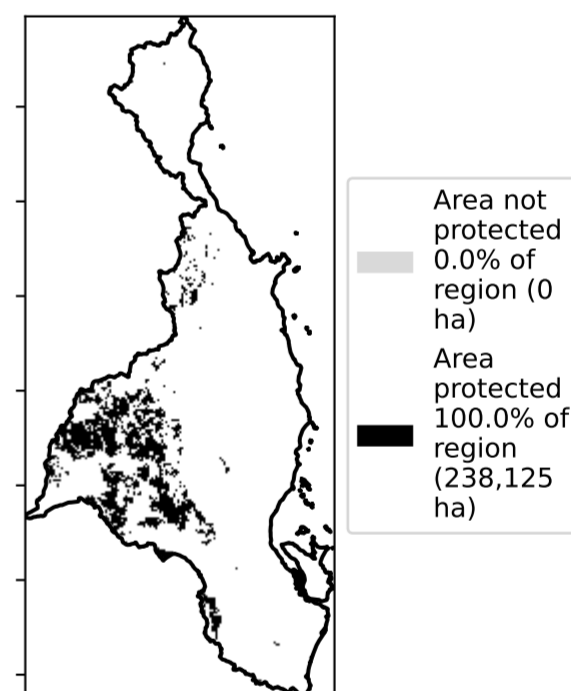 Area not
protected
0.0% of
region (0
ha)
Area
protected
100.0% of
region
(238,125
ha)